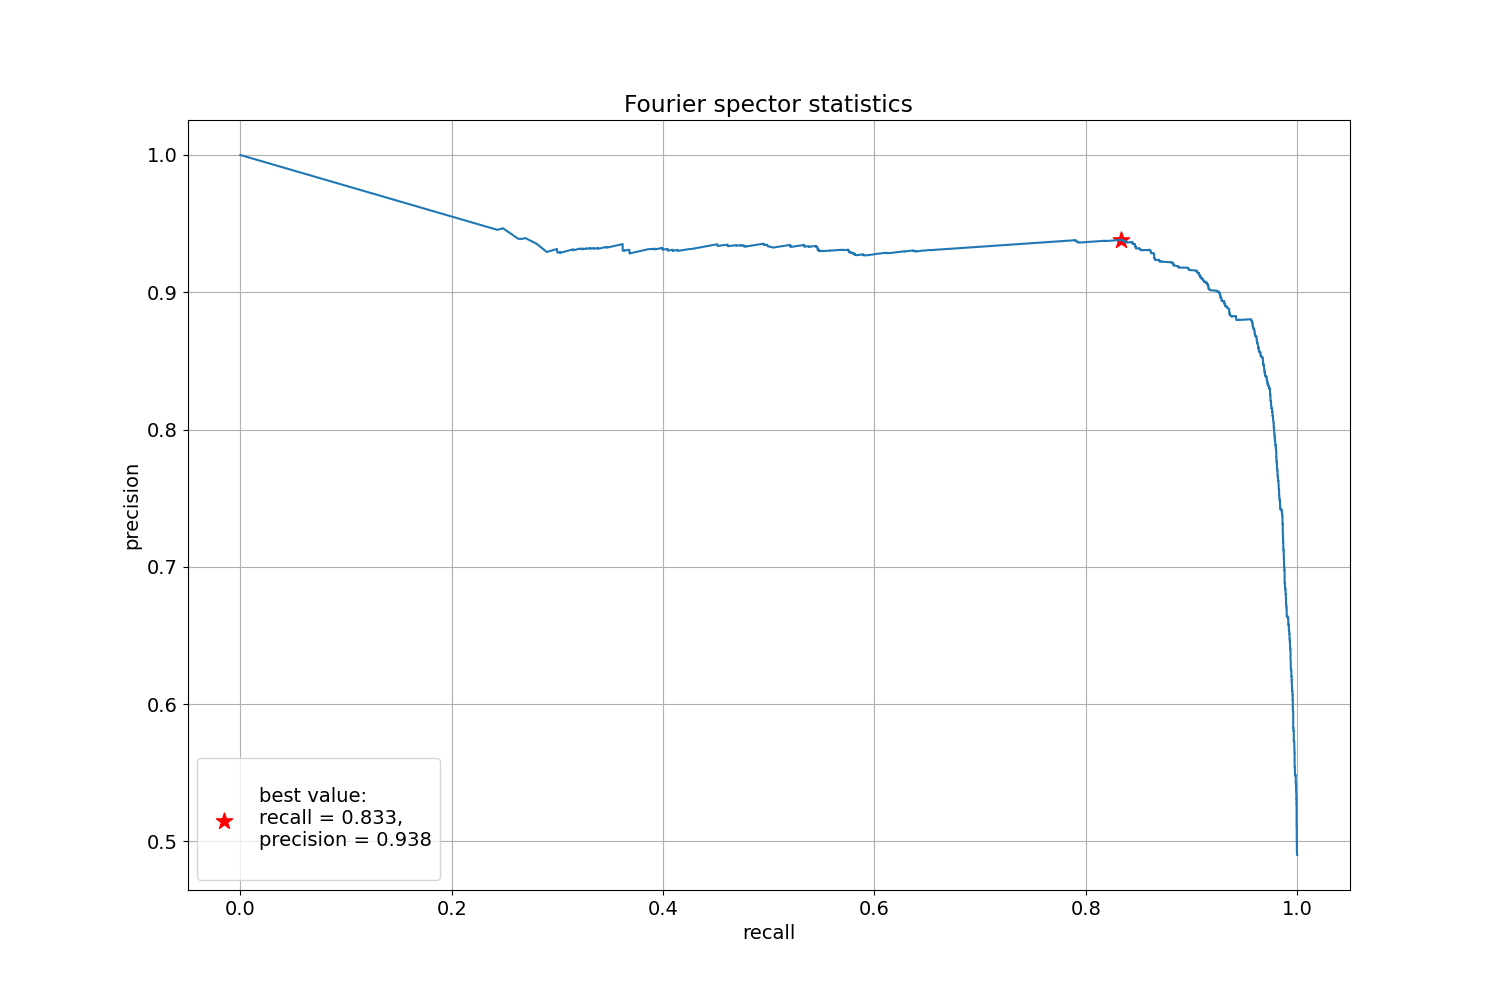 Fourier spector statistics
1.0
0.9
0.8
0.7
0.6
0.5
precision
best value:
recall = 0.833,
precision = 0.938
0.0 0.2 0.4 0.6 0.8 1.0
recall